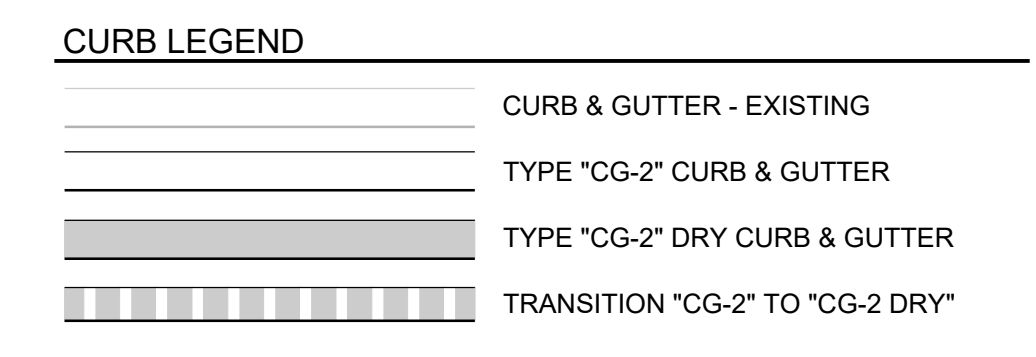 CURB LEGEND
CURB & GUTTER - EXISTING
TYPE "CG-2" CURB & GUTTER
TYPE "CG-2" DRY CURB & GUTTER
TRANSITION "CG-2" TO "CG-2 DRY"